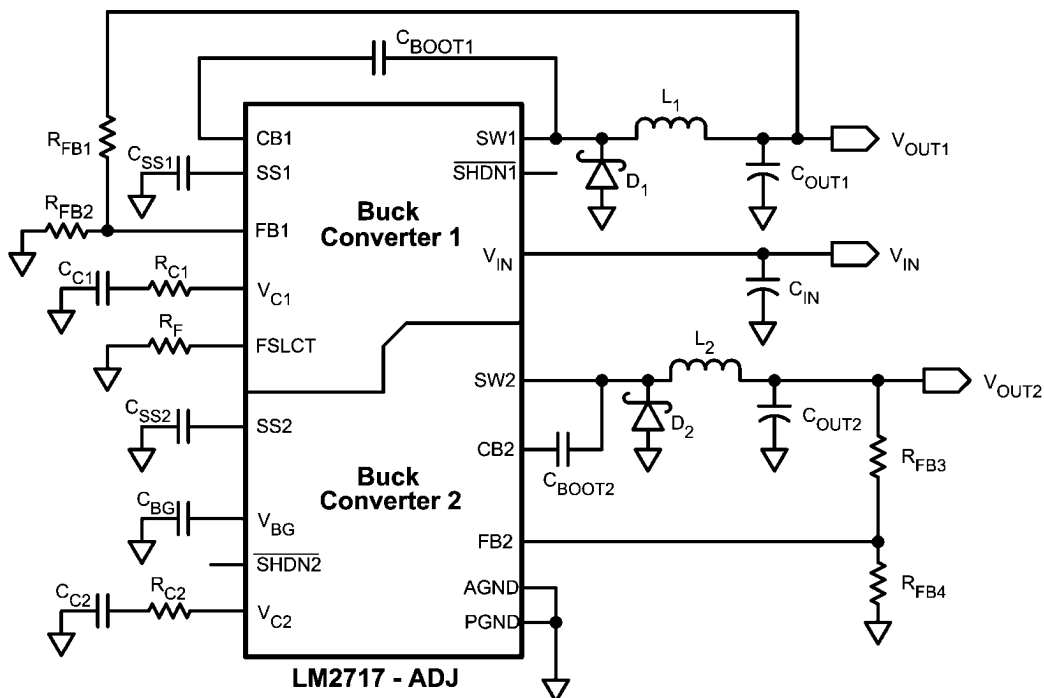 C_BOOT1
R_FB1
C_SS1
R_FB2
C_C1
R_C1
R_F
C_SS2
C_BG
C_C2
R_C2
CB1
SS1
FB1
V_C1
FSLCT
SS2
V_BG
SHDN2
V_C2
Buck
Converter 1
Buck
Converter 2
SW1
SHDN1
V_IN
SW2
CB2
FB2
AGND
PGND
L_1
D_1
C_OUT1
V_OUT1
C_IN
V_IN
L_2
D_2
C_OUT2
V_OUT2
C_BOOT2
R_FB3
R_FB4
LM2717 - ADJ